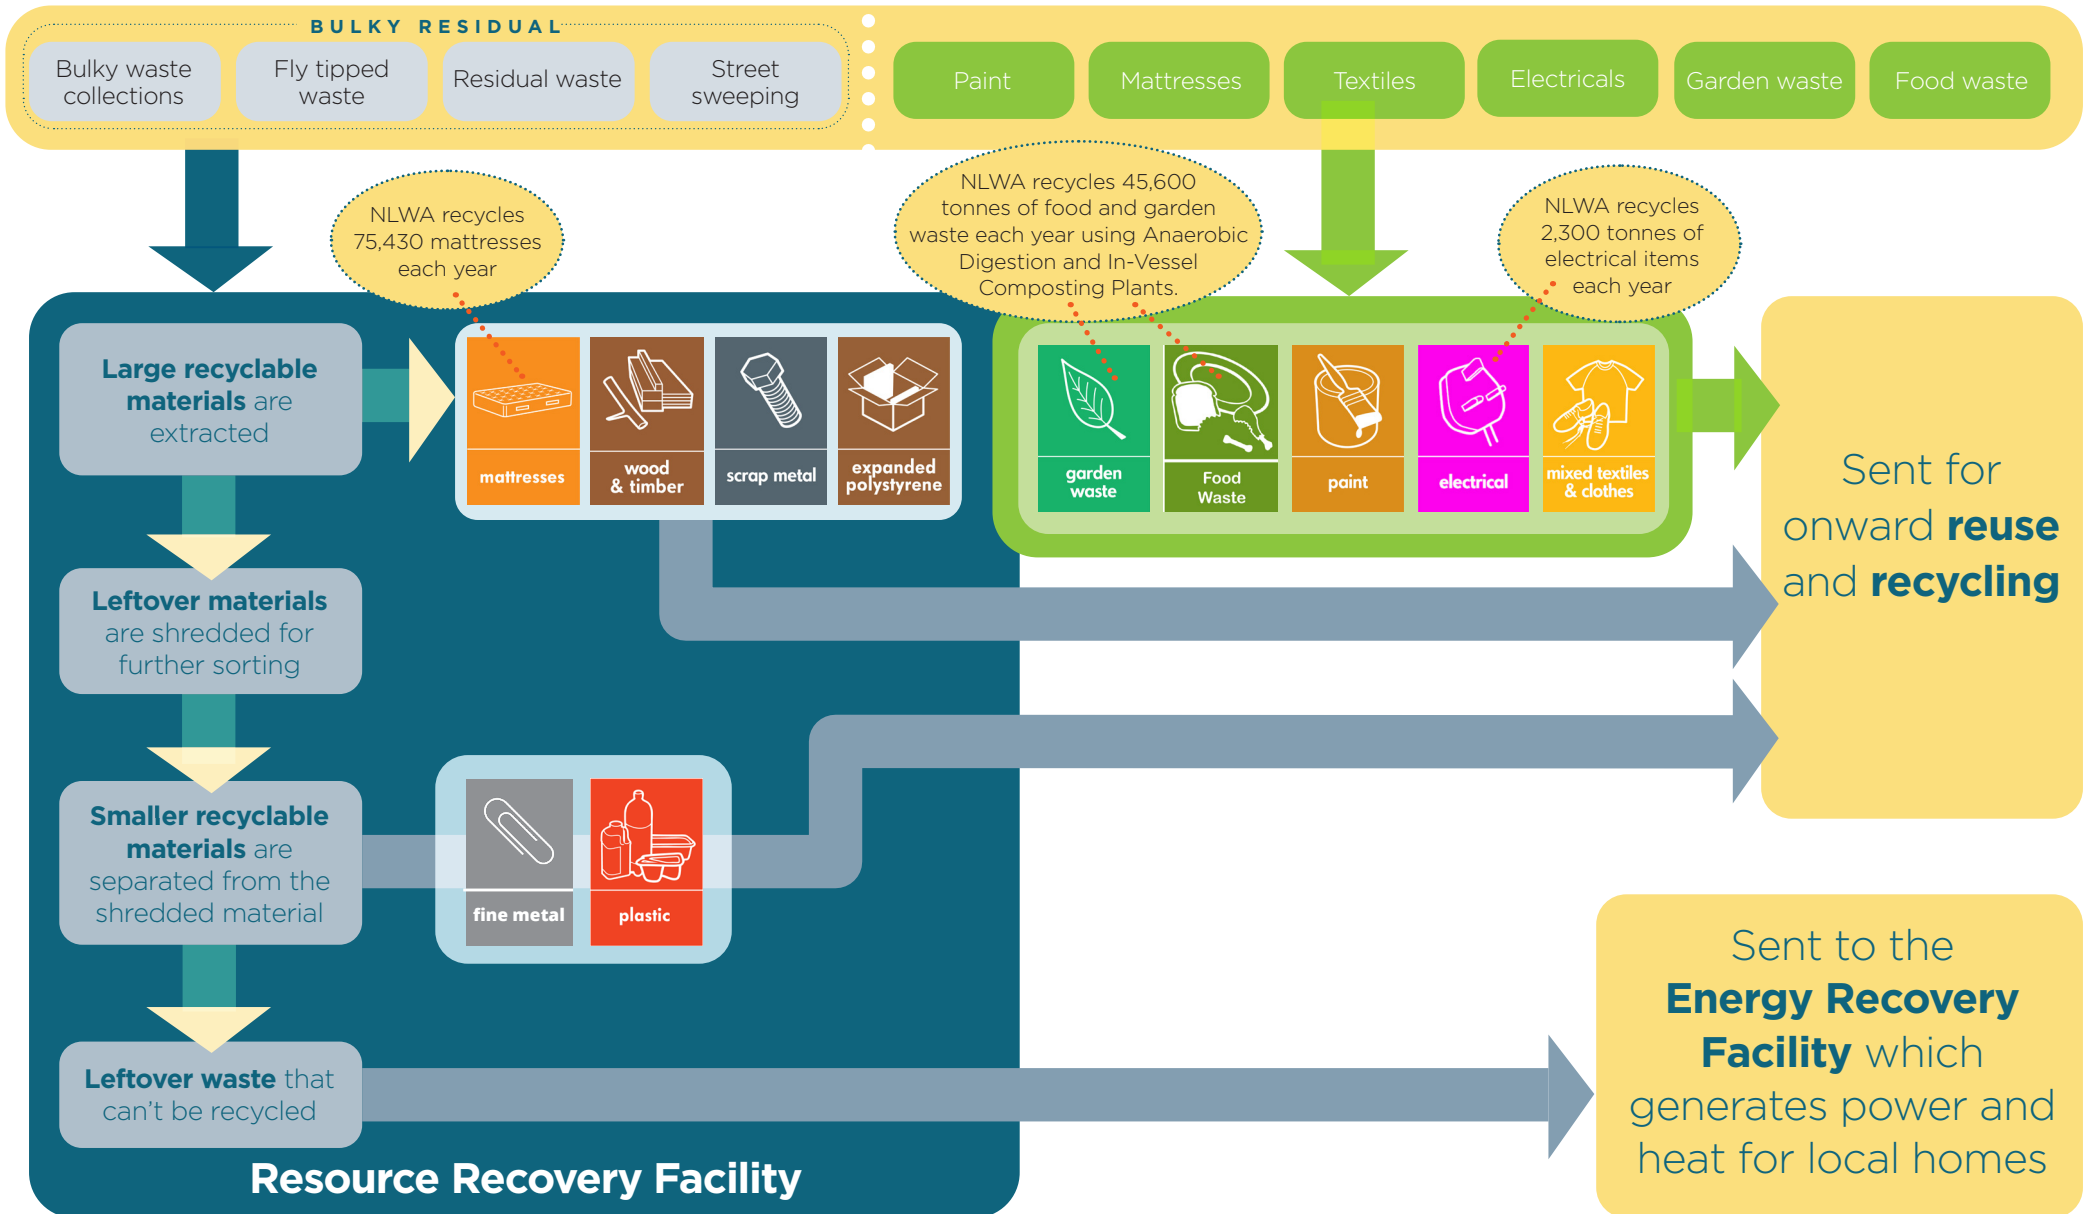 BULKY RESIDUAL
Bulky waste
collections
Fly tipped
waste
Residual waste
Street
sweeping
Paint
Mattresses
Textiles
Electricals
Garden waste
Food waste
NLWA recycles
75,430 mattresses
each year
NLWA recycles 45,600
tonnes of food and garden
waste each year using Anaerobic
Digestion and In-Vessel
Composting Plants.
NLWA recycles
2,300 tonnes of
electrical items
each year
Large recyclable
materials are
extracted
mattresses
wood
& timber
scrap metal
expanded
polystyrene
garden
waste
Food
Waste
paint
electrical
mixed textiles
& clothes
Sent for
onward reuse
and recycling
Leftover materials
are shredded for
further sorting
Smaller recyclable
materials are
separated from the
shredded material
fine metal
plastic
Leftover waste that
can't be recycled
Sent to the
Energy Recovery
Facility which
generates power and
heat for local homes
Resource Recovery Facility